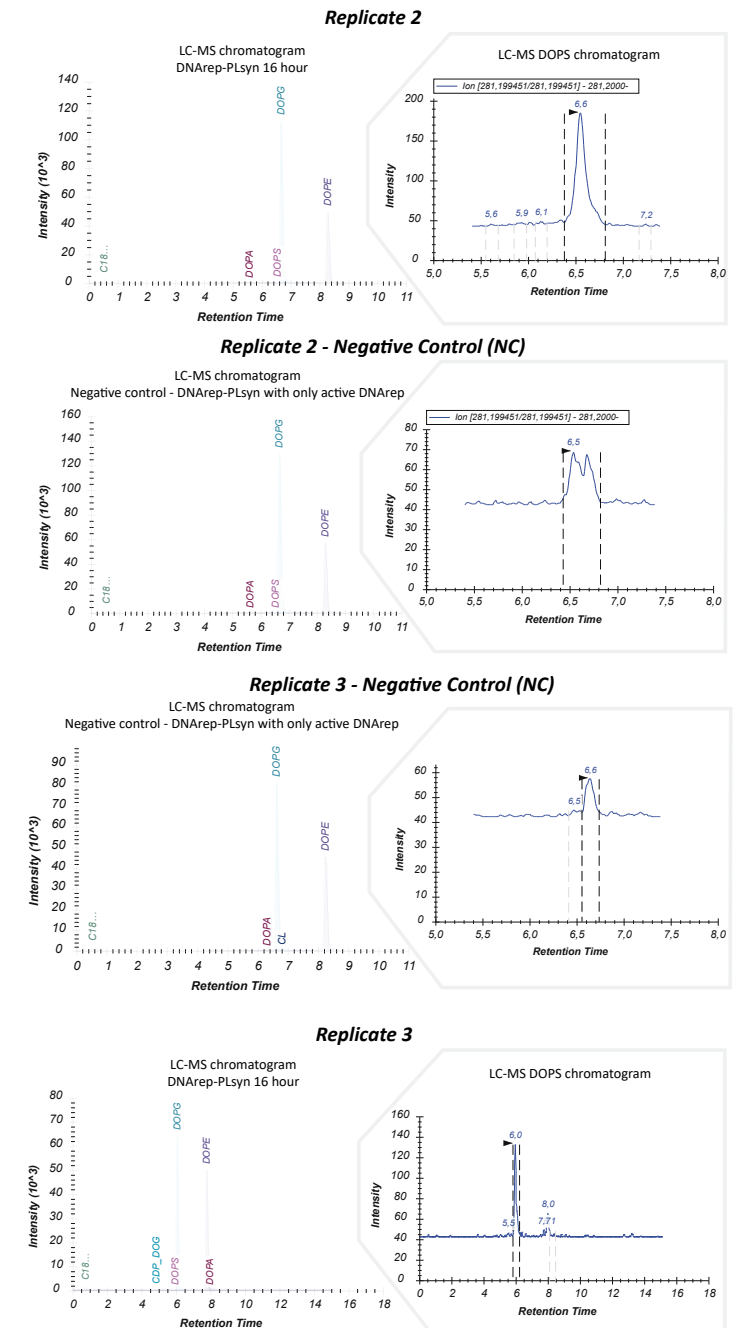 Replicate 2
LC-MS chromatogram
DNArep-PLsyn 16 hour
Intensity (10^3)
140
120
100
80
60
40
20
0
C18...
DOPA
DOPS
DOPG
DOPE
0 1 2 3 4 5 6 7 8 9 10 11
Retention Time
LC-MS DOPS chromatogram
Ion [281,199451/281,199451] - 281,2000-
Intensity
200
150
100
50
0
5,6 5,9 6,1 6,6 7,2
5,0 5,5 6,0 6,5 7,0 7,5 8,0
Retention Time
Replicate 2 - Negative Control (NC)
LC-MS chromatogram
Negative control - DNArep-PLsyn with only active DNArep
Intensity (10^3)
160
140
120
100
80
60
40
20
0
C18...
DOPA
DOPS
DOPG
DOPE
0 1 2 3 4 5 6 7 8 9 10 11
Retention Time
Ion [281,199451/281,199451] - 281,2000-
Intensity
80
70
60
50
40
30
20
10
0
6,5
5,0 5,5 6,0 6,5 7,0 7,5 8,0
Retention Time
Replicate 3 - Negative Control (NC)
LC-MS chromatogram
Negative control - DNArep-PLsyn with only active DNArep
Intensity (10^3)
90
80
70
60
50
40
30
20
10
0
C18...
DOPA
CL
DOPG
DOPE
0 1 2 3 4 5 6 7 8 9 10 11
Retention Time
Intensity
60
50
40
30
20
10
0
6,5 6,6
5,0 5,5 6,0 6,5 7,0 7,5 8,0
Retention Time
Replicate 3
LC-MS chromatogram
DNArep-PLsyn 16 hour
Intensity (10^3)
80
70
60
50
40
30
20
10
0
C18...
CDP_DOG
DOPS
DOPG
DOPE
DOPA
0 2 4 6 8 10 12 14 16 18
Retention Time
LC-MS DOPS chromatogram
Intensity
160
140
120
100
80
60
40
20
0
5,5 6,0 7,71 8,0
0 2 4 6 8 10 12 14 16 18
Retention Time